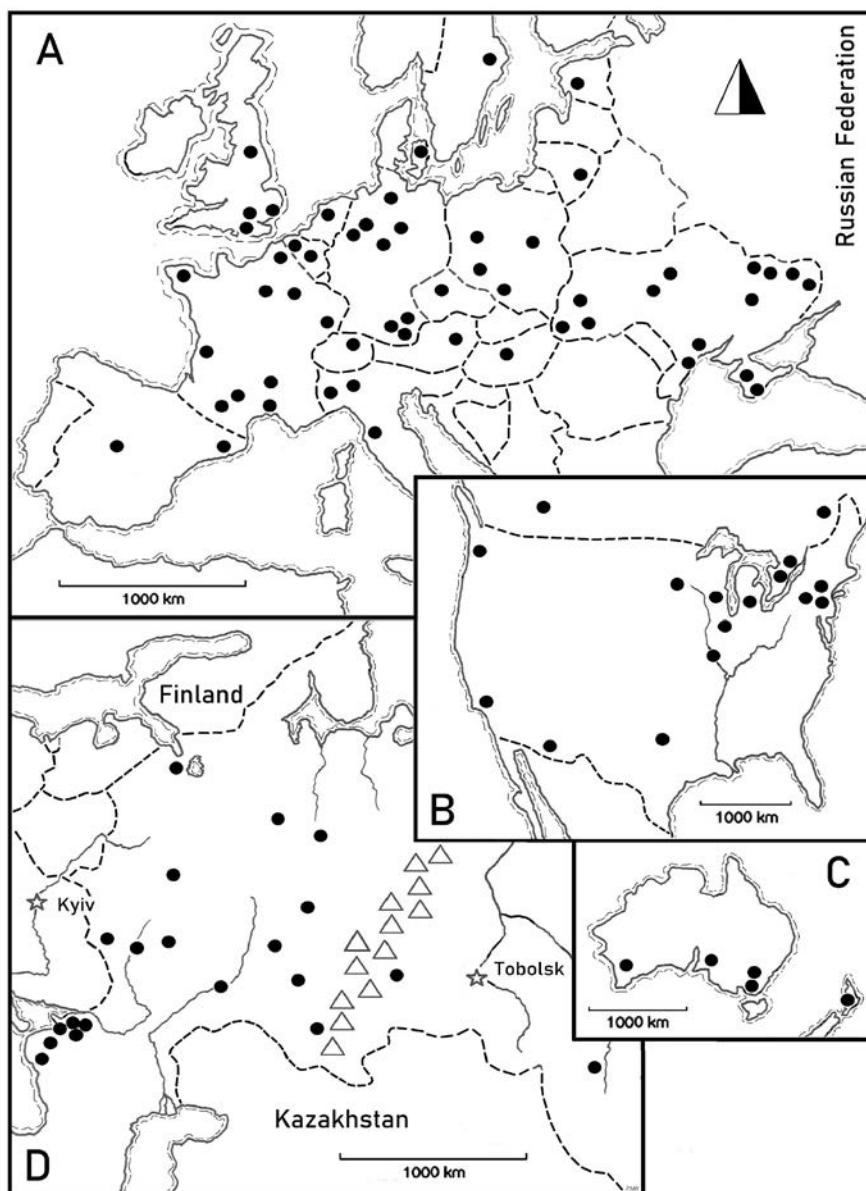 A
Russian Federation
1000 km
B
1000 km
C
1000 km
Finland
Kyiv
Tobolsk
Kazakhstan
1000 km
D